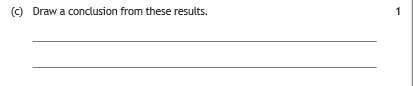 (c) Draw a conclusion from these results. 1